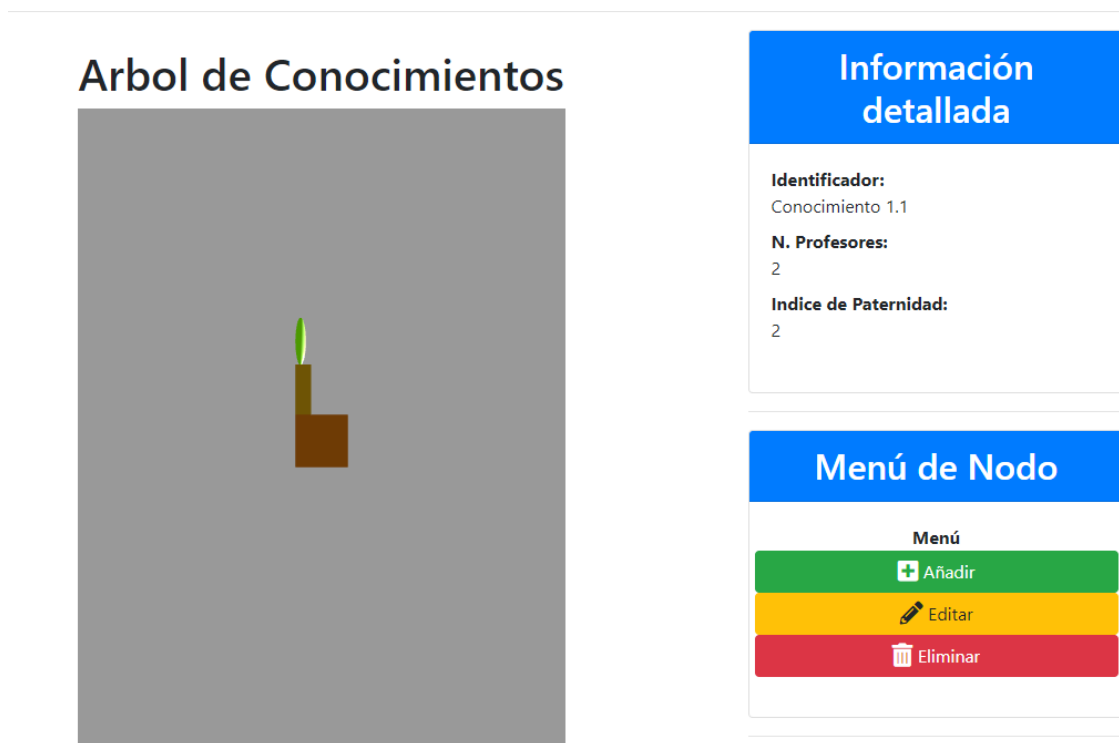 Arbol de Conocimientos
Información
detallada
Identificador:
Conocimiento 1.1
N. Profesores:
2
Indice de Paternidad:
2
Menú de Nodo
Menú
Añadir
Editar
Eliminar